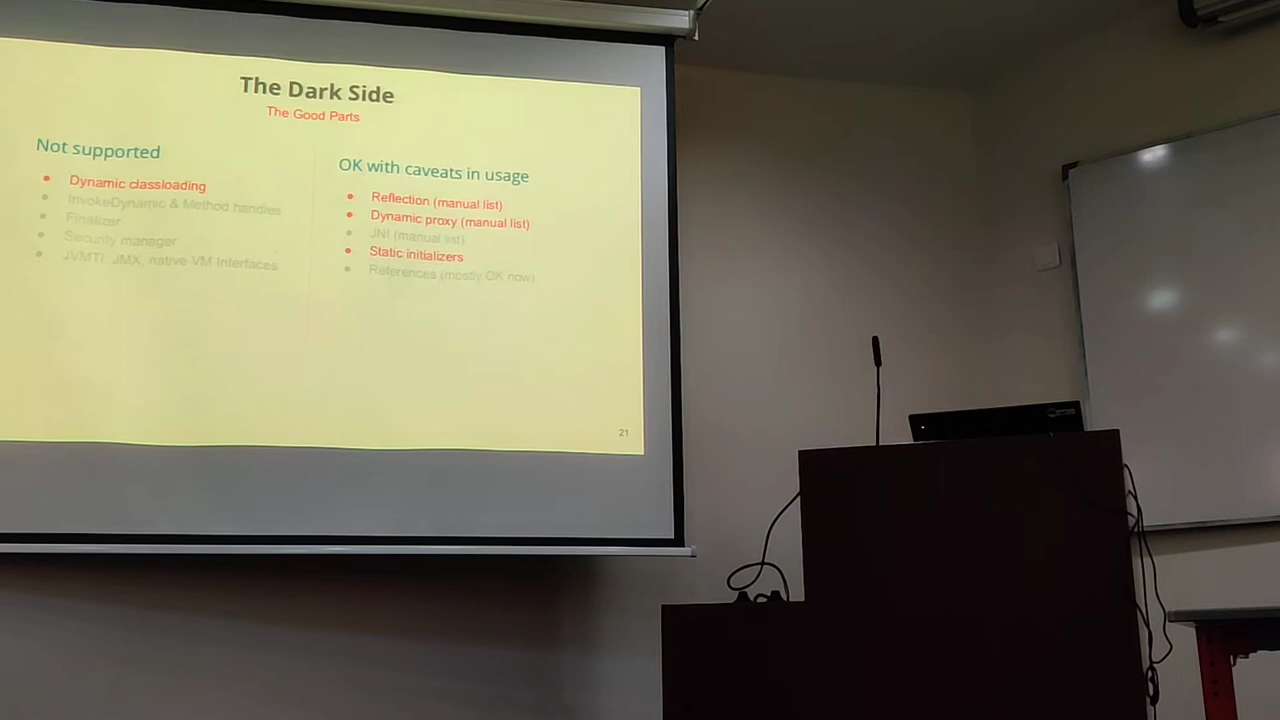 The Dark Side
The Good Parts
Not supported
Dynamic classloading
InvokeDynamic & Method handles
Finalizer
Security manager
JVMTI, JMX, native VM Interfaces
OK with caveats in usage
Reflection (manual list)
Dynamic proxy (manual list)
JNI (manual list)
Static initializers
References (mostly OK now)
21